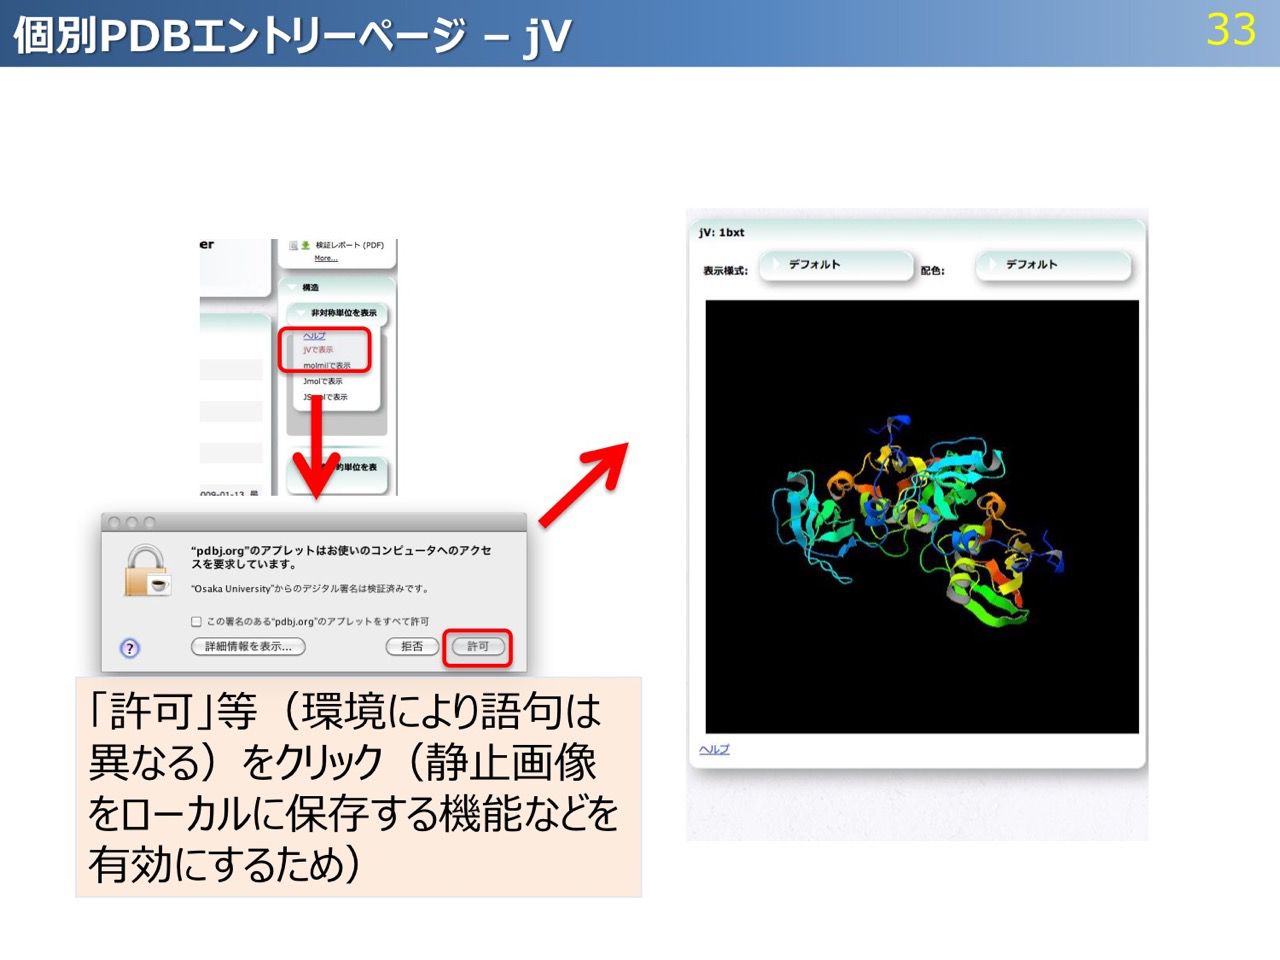 個別PDBエントリーページ – jV
33
er
検証レポート (PDF)
More...
構造
非対称単位を表示
ヘルプ
jVで表示
molmilで表示
Jmolで表示
で表示
的単位を表
009-01-13
"pdbj.org"のアプレットはお使いのコンピュータへのアクセ
スを要求しています。
"Osaka University"からのデジタル署名は検証済みです。
この署名のある"pdbj.org"のアプレットをすべて許可
?
詳細情報を表示...
拒否
許可
「許可」等（環境により語句は
異なる）をクリック（静止画像
をローカルに保存する機能などを
有効にするため）
jV: 1bxt
表示様式:
デフォルト
配色:
デフォルト
ヘルプ